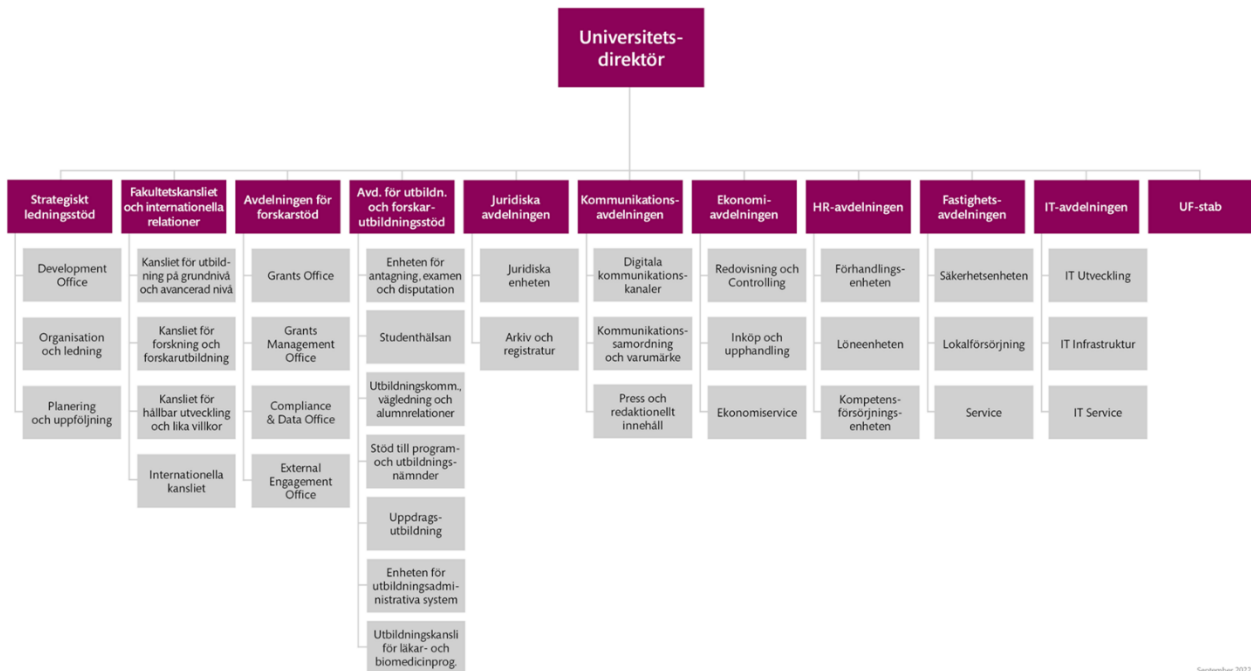 Universitets-
direktör
Strategiskt
ledningsstöd
Development
Office
Organisation
och ledning
Planering
och uppföljning
Fakultetskansliet
och internationella
relationer
Kansliet för utbild-
ning på grundnivå
och avancerad nivå
Kansliet för
forskning och
forskarutbildning
Kansliet för
hållbar utveckling
och lika villkor
Internationella
kansliet
Avdelningen för
forskarstöd
Grants Office
Grants
Management
Office
Compliance
& Data Office
External
Engagement
Office
Avd. för utbildn.
och forskar-
utbildningsstöd
Enheten för
antagning, examen
och disputation
Studenthälsan
Utbildningskomm.,
vägledning och
alumnrelationer
Stöd till program-
och utbildnings-
nämnder
Uppdrags-
utbildning
Enheten för
utbildningsadmi-
nistrativa system
Utbildningskansli
för läkar- och
biomedicinprog.
Juridiska
avdelningen
Juridiska
enheten
Arkiv och
registratur
Kommunikations-
avdelningen
Digitala
kommunikations-
kanaler
Kommunikations-
samordning
och varumärke
Press och
redaktionellt
innehåll
Ekonomi-
avdelningen
Redovisning och
Controlling
Inköp och
upphandling
Ekonomiservice
HR-avdelningen
Förhandlings-
enheten
Löneenheten
Kompetens-
försörjnings-
enheten
Fastighets-
avdelningen
Säkerhetsenheten
Lokalförsörjning
Service
IT-avdelningen
IT Utveckling
IT Infrastruktur
IT Service
UF-stab
September 2022